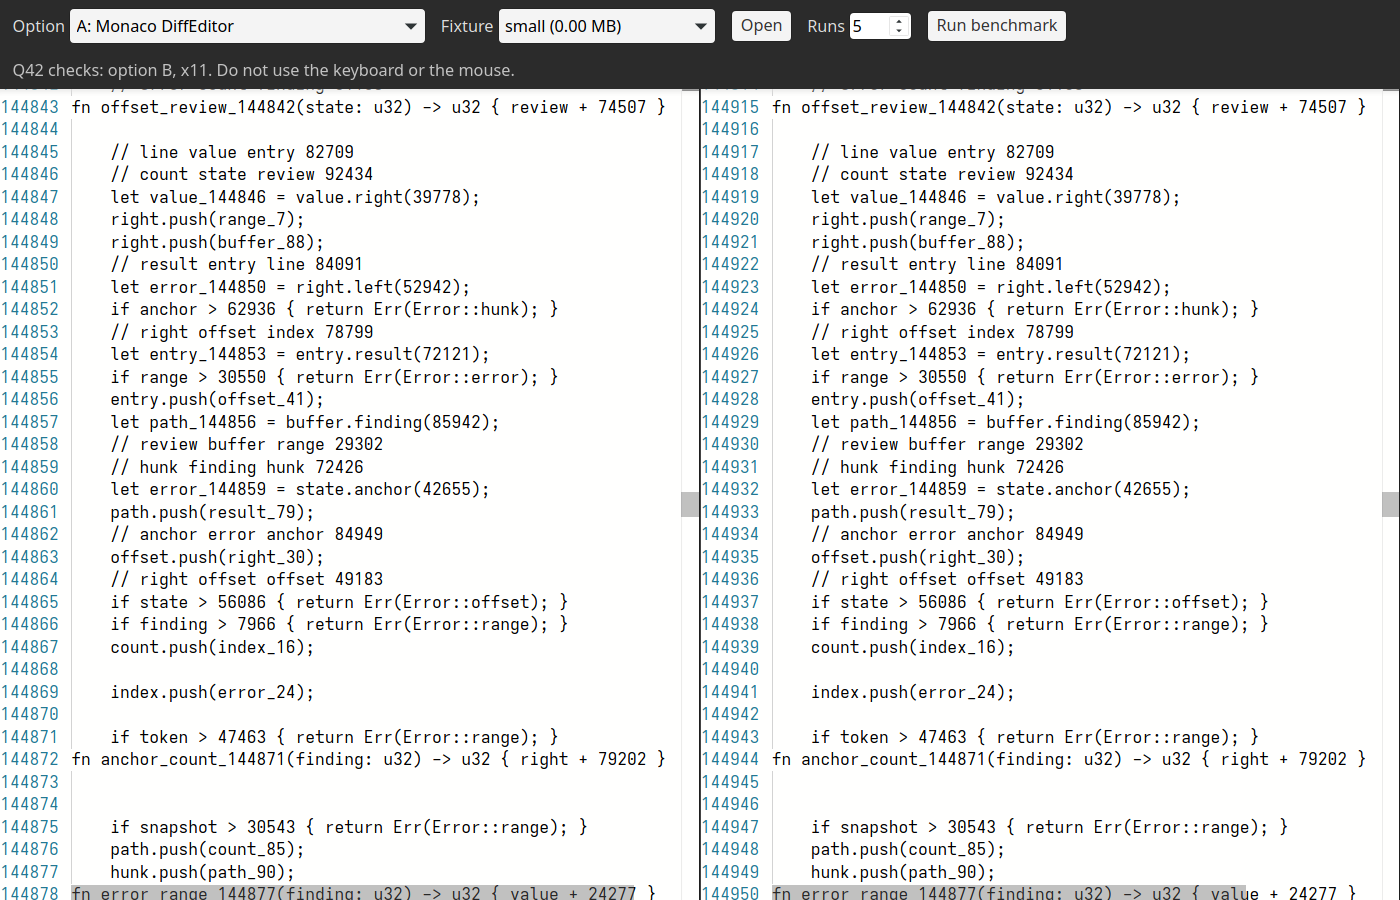 Option A: Monaco DiffEditor Fixture small (0.00 MB) Open Runs 5 Run benchmark
Q42 checks: option B, x11. Do not use the keyboard or the mouse.
144843 fn offset_review_144842(state: u32) -> u32 { review + 74507 }
144844
144845     // line value entry 82709
144846     // count state review 92434
144847     let value_144846 = value.right(39778);
144848     right.push(range_7);
144849     right.push(buffer_88);
144850     // result entry line 84091
144851     let error_144850 = right.left(52942);
144852     if anchor > 62936 { return Err(Error::hunk); }
144853     // right offset index 78799
144854     let entry_144853 = entry.result(72121);
144855     if range > 30550 { return Err(Error::error); }
144856     entry.push(offset_41);
144857     let path_144856 = buffer.finding(85942);
144858     // review buffer range 29302
144859     // hunk finding hunk 72426
144860     let error_144859 = state.anchor(42655);
144861     path.push(result_79);
144862     // anchor error anchor 84949
144863     offset.push(right_30);
144864     // right offset offset 49183
144865     if state > 56086 { return Err(Error::offset); }
144866     if finding > 7966 { return Err(Error::range); }
144867     count.push(index_16);
144868
144869     index.push(error_24);
144870
144871     if token > 47463 { return Err(Error::range); }
144872 fn anchor_count_144871(finding: u32) -> u32 { right + 79202 }
144873
144874
144875     if snapshot > 30543 { return Err(Error::range); }
144876     path.push(count_85);
144877     hunk.push(path_90);
144878 fn error_range_144877(finding: u32) -> u32 { value + 24277 }
144915 fn offset_review_144842(state: u32) -> u32 { review + 74507 }
144916
144917     // line value entry 82709
144918     // count state review 92434
144919     let value_144846 = value.right(39778);
144920     right.push(range_7);
144921     right.push(buffer_88);
144922     // result entry line 84091
144923     let error_144850 = right.left(52942);
144924     if anchor > 62936 { return Err(Error::hunk); }
144925     // right offset index 78799
144926     let entry_144853 = entry.result(72121);
144927     if range > 30550 { return Err(Error::error); }
144928     entry.push(offset_41);
144929     let path_144856 = buffer.finding(85942);
144930     // review buffer range 29302
144931     // hunk finding hunk 72426
144932     let error_144859 = state.anchor(42655);
144933     path.push(result_79);
144934     // anchor error anchor 84949
144935     offset.push(right_30);
144936     // right offset offset 49183
144937     if state > 56086 { return Err(Error::offset); }
144938     if finding > 7966 { return Err(Error::range); }
144939     count.push(index_16);
144940
144941     index.push(error_24);
144942
144943     if token > 47463 { return Err(Error::range); }
144944 fn anchor_count_144871(finding: u32) -> u32 { right + 79202 }
144945
144946
144947     if snapshot > 30543 { return Err(Error::range); }
144948     path.push(count_85);
144949     hunk.push(path_90);
144950 fn error_range_144877(finding: u32) -> u32 { value + 24277 }